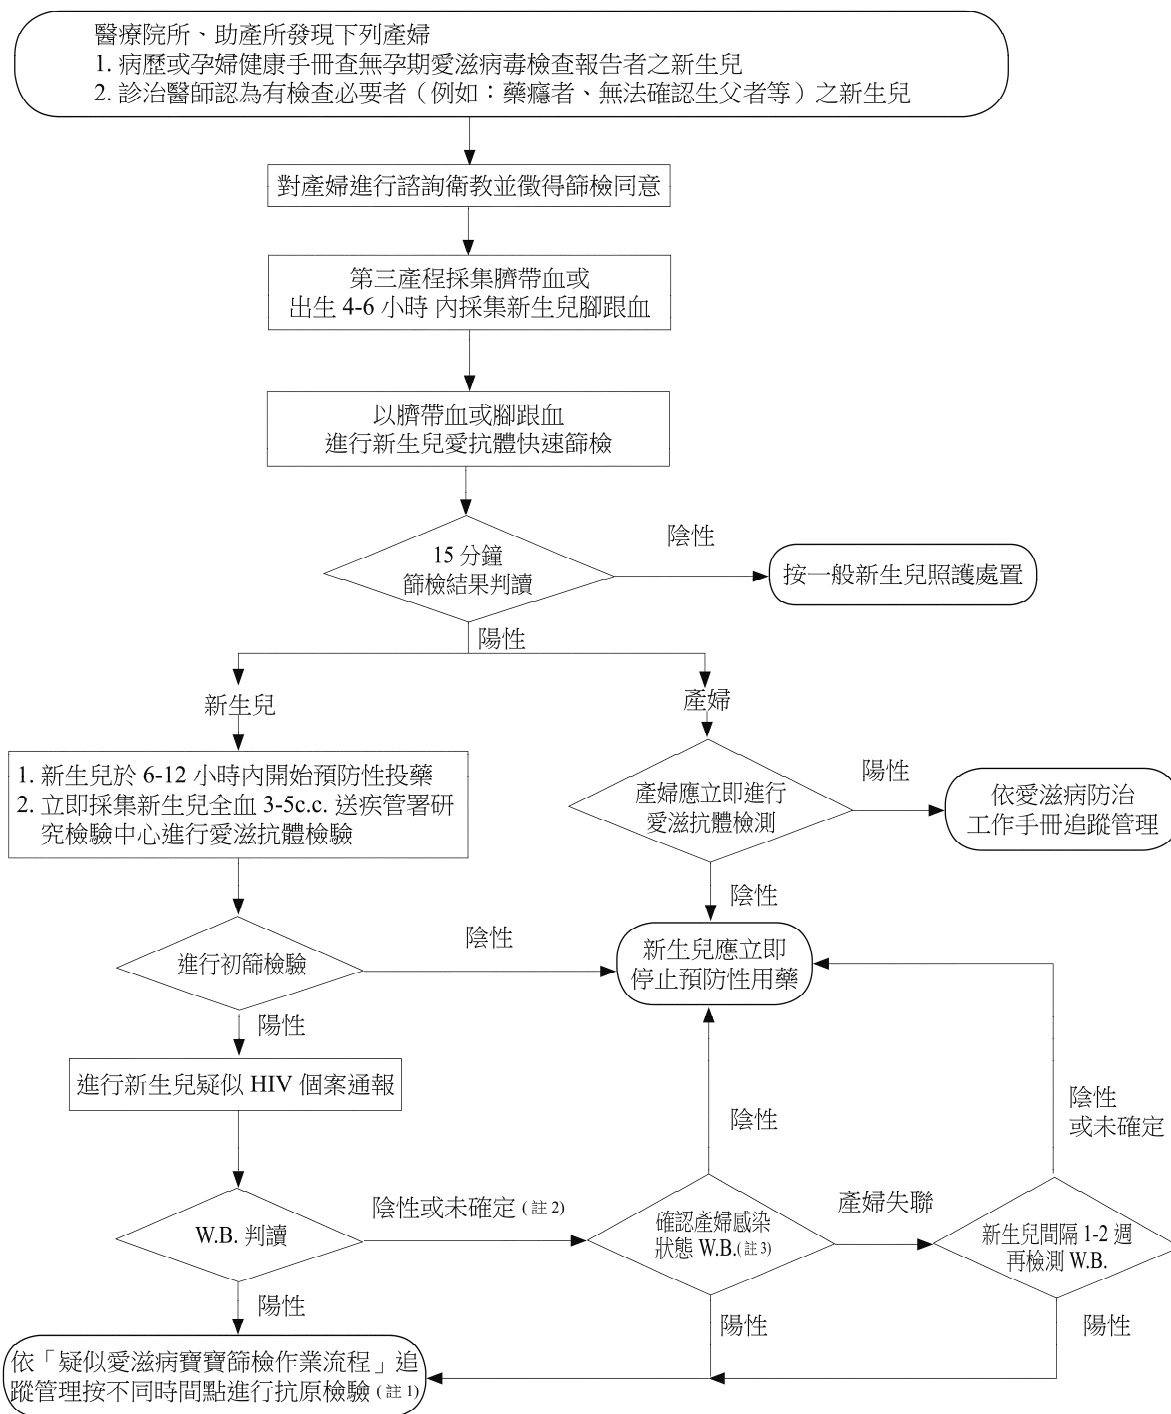 醫療院所、助產所發現下列產婦
1. 病歷或孕婦健康手冊查無孕期愛滋病毒檢查報告者之新生兒
2. 診治醫師認為有檢查必要者（例如：藥癮者、無法確認生父者等）之新生兒
對產婦進行諮詢衛教並徵得篩檢同意
第三產程採集臍帶血或
出生 4-6 小時 內採集新生兒腳跟血
以臍帶血或腳跟血
進行新生兒愛抗體快速篩檢
15 分鐘
篩檢結果判讀
陰性
按一般新生兒照護處置
陽性
新生兒
產婦
1. 新生兒於 6-12 小時內開始預防性投藥
2. 立即採集新生兒全血 3-5c.c. 送疾管署研
究檢驗中心進行愛滋抗體檢驗
產婦應立即進行
愛滋抗體檢測
陽性
依愛滋病防治
工作手冊追蹤管理
陰性
進行初篩檢驗
陰性
新生兒應立即
停止預防性用藥
陽性
進行新生兒疑似 HIV 個案通報
陰性
陰性
或未確定
W.B. 判讀
陰性或未確定 ( 註 2)
確認產婦感染
狀態 W.B.( 註 3)
產婦失聯
新生兒間隔 1-2 週
再檢測 W.B.
陽性
陽性
陽性
依「疑似愛滋病寶寶篩檢作業流程」追
蹤管理按不同時間點進行抗原檢驗 ( 註 1)